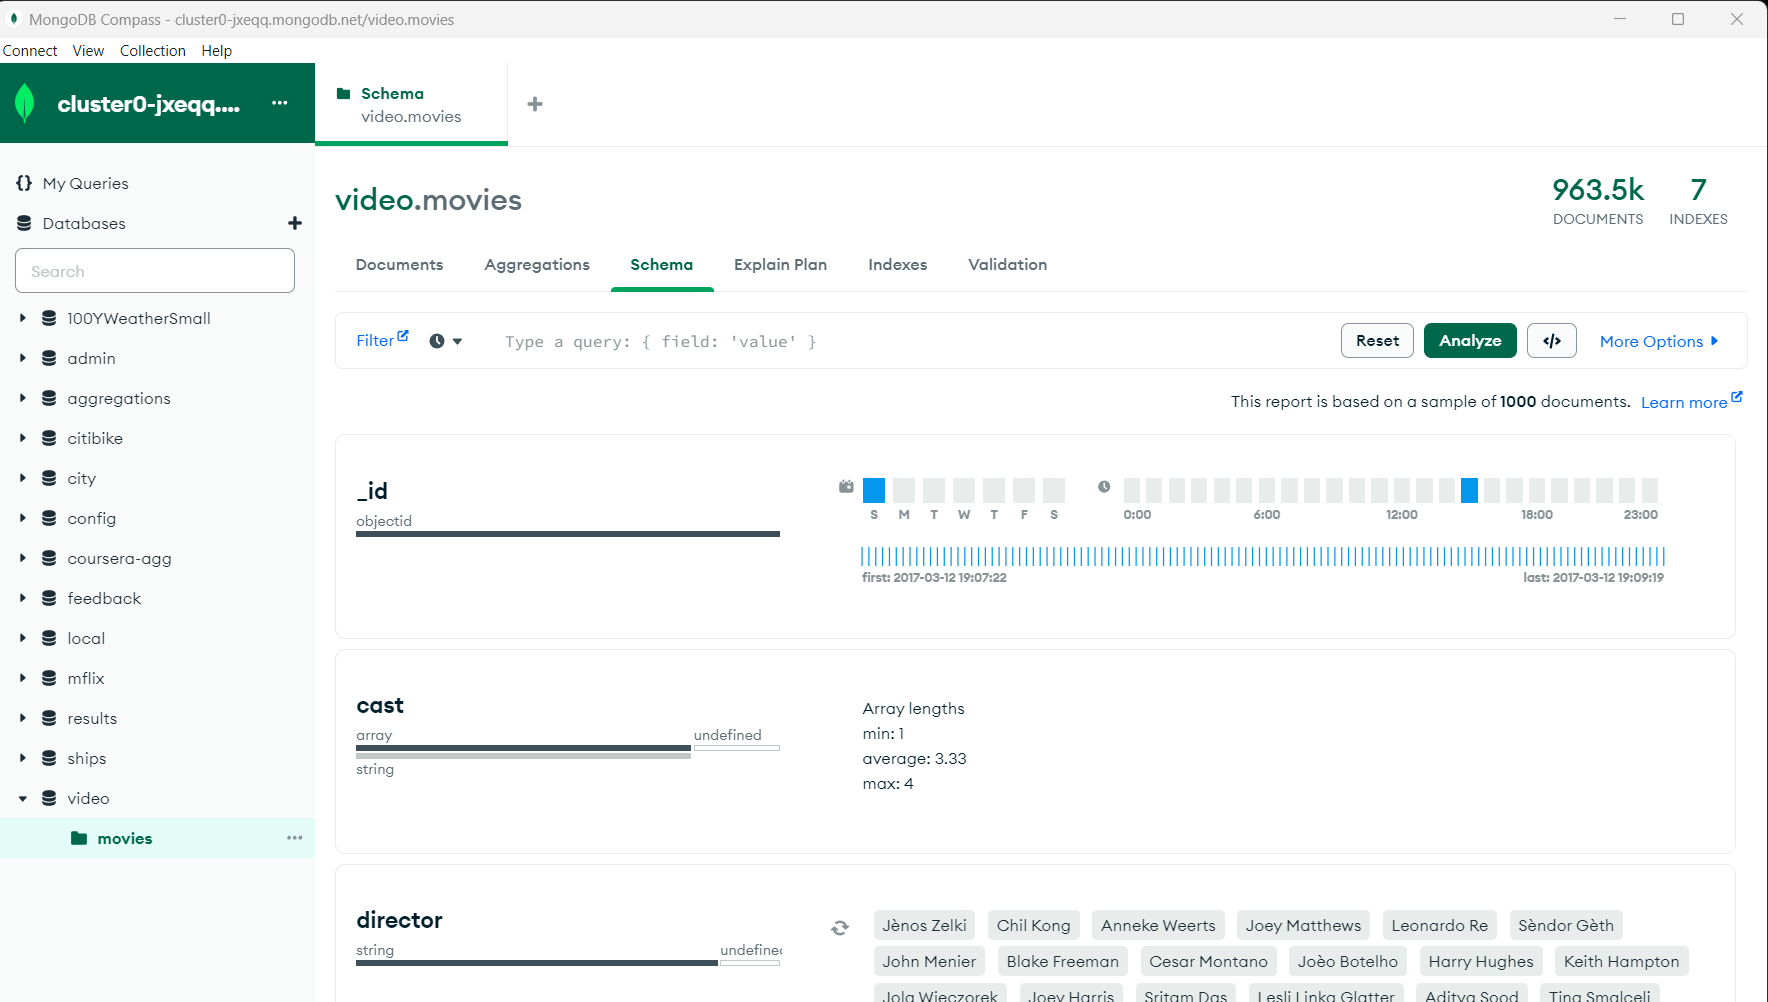 MongoDB Compass - cluster0-jxeqq.mongodb.net/video.movies
Connect View Collection Help
cluster0-jxeqq....
Schema
video.movies
My Queries
Databases
Search
100YWeatherSmall
admin
aggregations
citibike
city
config
coursera-agg
feedback
local
mflix
results
ships
video
movies
video.movies
963.5k
DOCUMENTS
7
INDEXES
Documents Aggregations Schema Explain Plan Indexes Validation
Filter Type a query: { field: 'value' } Reset Analyze </> More Options
This report is based on a sample of 1000 documents. Learn more
_id
objectid
S M T W T F S
0:00 6:00 12:00 18:00 23:00
first: 2017-03-12 19:07:22 last: 2017-03-12 19:09:19
cast
array undefined
string
Array lengths
min: 1
average: 3.33
max: 4
director
string undefined
Jènos Zelki Chil Kong Anneke Weerts Joey Matthews Leonardo Re Sèndor Gèth
John Menier Blake Freeman Cesar Montano Joèo Botelho Harry Hughes Keith Hampton
Jola Wieczorek Joey Harris Sritam Das Lesli Linka Glatter Aditya Sood Tina Smalceli